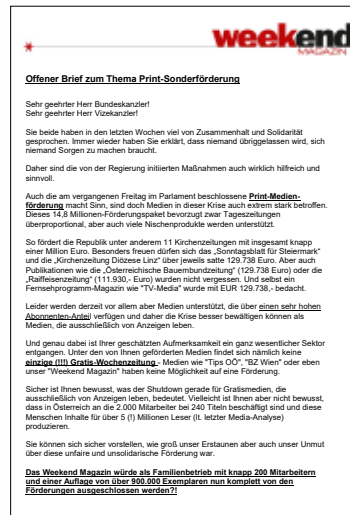 weekend
MAGAZIN
Offener Brief zum Thema Print-Sonderförderung
Sehr geehrter Herr Bundeskanzler!
Sehr geehrter Herr Vizekanzler!
Sie beide haben in den letzten Wochen viel von Zusammenhalt und Solidarität
gesprochen. Immer wieder haben Sie erklärt, dass niemand übriggelassen wird, sich
niemand Sorgen zu machen braucht.
Daher sind die von der Regierung initiierten Maßnahmen auch wirklich hilfreich und
sinnvoll.
Auch die am vergangenen Freitag im Parlament beschlossene Print-Medien-
förderung macht Sinn, sind doch Medien in dieser Krise auch extrem stark betroffen.
Dieses 14,8 Millionen-Förderungspaket bevorzugt zwar Tageszeitungen
überproportional, aber auch viele Nischenprodukte werden unterstützt.
So fördert die Republik unter anderem 11 Kirchenzeitungen mit insgesamt knapp
einer Million Euro. Besonders freuen dürfen sich das „Sonntagsblatt für Steiermark"
und die „Kirchenzeitung Diözese Linz" über jeweils satte 129.738 Euro. Aber auch
Publikationen wie die „Österreichische Bauernbundzeitung" (129.738 Euro) oder die
„Raiffeisenzeitung" (111.930,- Euro) wurden nicht vergessen. Und selbst ein
Fernsehprogramm-Magazin wie "TV-Media" wurde mit EUR 129.738,- bedacht.
Leider werden derzeit vor allem aber Medien unterstützt, die über einen sehr hohen
Abonnenten-Anteil verfügen und daher die Krise besser bewältigen können als
Medien, die ausschließlich von Anzeigen leben.
Und genau dabei ist Ihrer geschätzten Aufmerksamkeit ein ganz wesentlicher Sektor
entgangen. Unter den von Ihnen geförderten Medien findet sich nämlich keine
einzige (!!!) Gratis-Wochenzeitung.- Medien wie "Tips OÖ", "BZ Wien" oder eben
unser "Weekend Magazin" haben keine Möglichkeit auf eine Förderung.
Sicher ist Ihnen bewusst, was der Shutdown gerade für Gratismedien, die
ausschließlich von Anzeigen leben, bedeutet. Vielleicht ist Ihnen aber nicht bewusst,
dass in Österreich an die 2.000 Mitarbeiter bei 240 Titeln beschäftigt sind und diese
Menschen Inhalte für über 5 (!) Millionen Leser (lt. letzter Media-Analyse)
produzieren.
Sie können sich sicher vorstellen, wie groß unser Erstaunen aber auch unser Unmut
über diese unfaire und unsolidarische Förderung war.
Das Weekend Magazin würde als Familienbetrieb mit knapp 200 Mitarbeitern
und einer Auflage von über 900.000 Exemplaren nun komplett von den
Förderungen ausgeschlossen werden?!